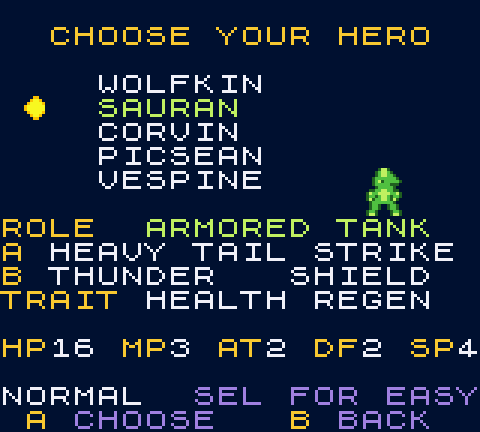 CHOOSE YOUR HERO
WOLFKIN
SAURAN
CORVIN
PICSEAN
VESPINE
ROLE ARMORED TANK
A HEAVY TAIL STRIKE
B THUNDER SHIELD
TRAIT HEALTH REGEN
HP16 MP3 AT2 DF2 SP4
NORMAL SEL FOR EASY
A CHOOSE B BACK